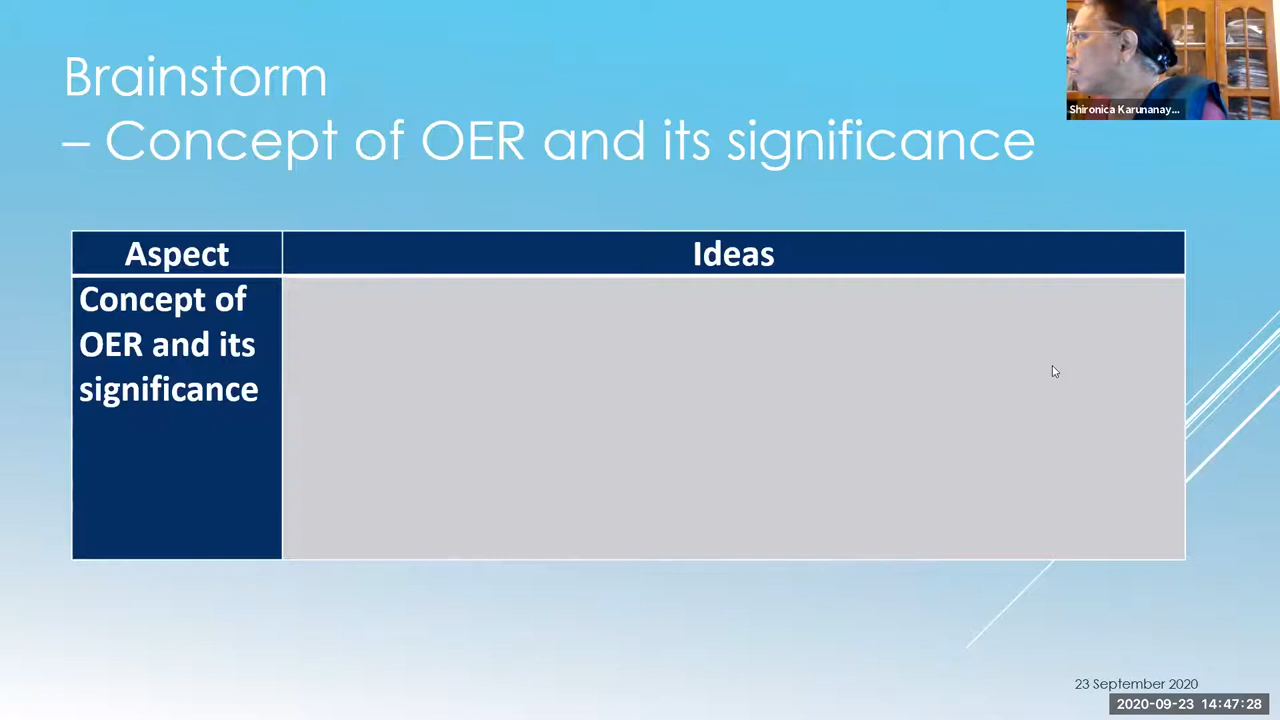 Brainstorm
– Concept of OER and its significance
Shironica Karunanay...
Aspect
Ideas
Concept of
OER and its
significance
23 September 2020
2020-09-23 14:47:28